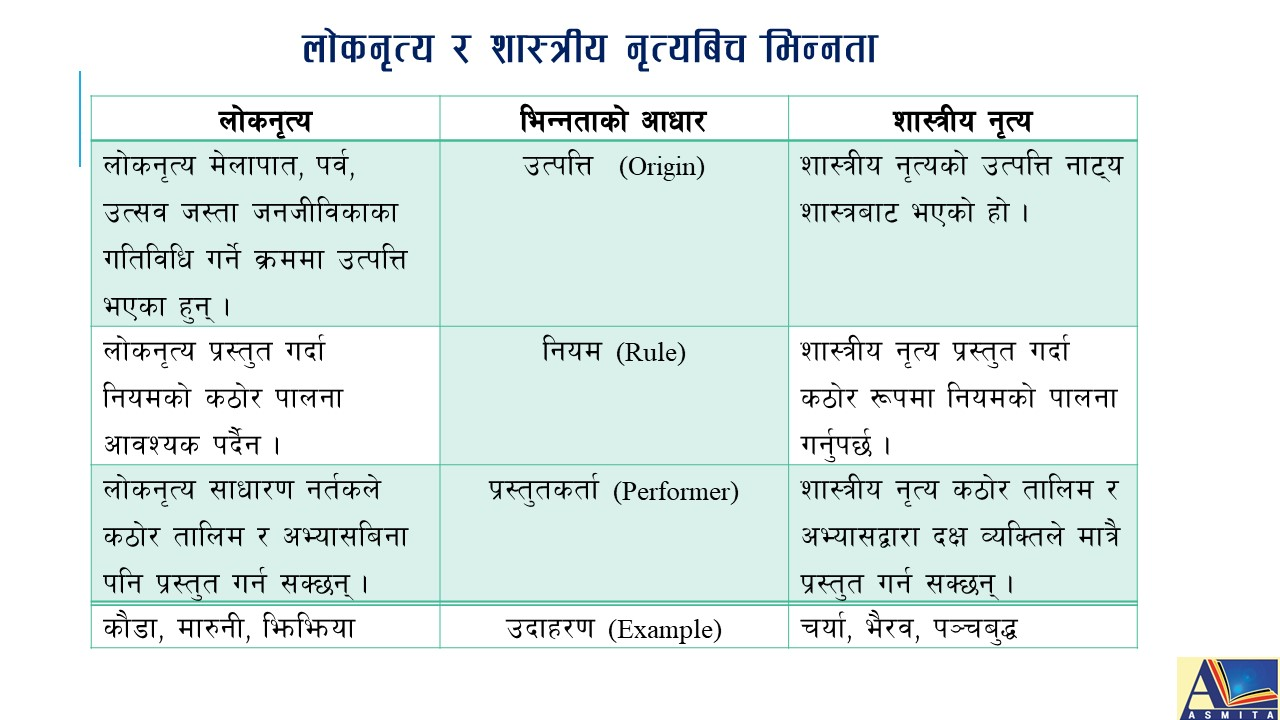 लोकनृत्य र शास्त्रीय नृत्यबिच भिन्नता
लोकनृत्य
भिन्नताको आधार
शास्त्रीय नृत्य
लोकनृत्य मेलापात, पर्व,
उत्सव जस्ता जनजीविकाका
गतिविधि गर्ने क्रममा उत्पत्ति
भएका हुन् ।
उत्पत्ति (Origin)
शास्त्रीय नृत्यको उत्पत्ति नाट्य
शास्त्रबाट भएको हो ।
लोकनृत्य प्रस्तुत गर्दा
नियमको कठोर पालना
आवश्यक पर्दैन ।
नियम (Rule)
शास्त्रीय नृत्य प्रस्तुत गर्दा
कठोर रूपमा नियमको पालना
गर्नुपर्छ ।
लोकनृत्य साधारण नर्तकले
कठोर तालिम र अभ्यासबिना
पनि प्रस्तुत गर्न सक्छन् ।
प्रस्तुतकर्ता (Performer)
शास्त्रीय नृत्य कठोर तालिम र
अभ्यासद्वारा दक्ष व्यक्तिले मात्रै
प्रस्तुत गर्न सक्छन् ।
कौडा, मारुनी, झिझिया
उदाहरण (Example)
चर्या, भैरव, पञ्चबुद्ध
ASMITA